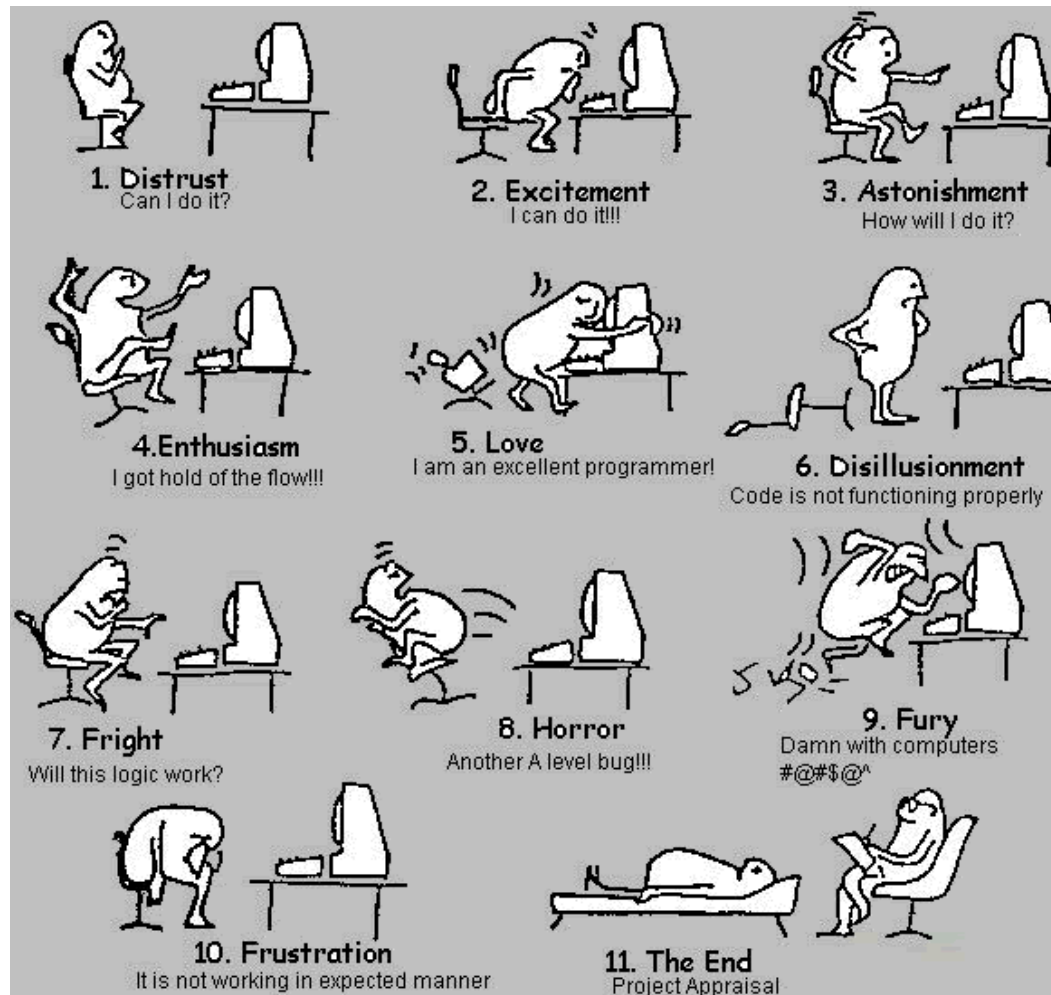 1. Distrust
Can I do it?
2. Excitement
I can do it!!!
3. Astonishment
How will I do it?
4.Enthusiasm
I got hold of the flow!!!
5. Love
I am an excellent programmer!
6. Disillusionment
Code is not functioning properly
7. Fright
Will this logic work?
8. Horror
Another A level bug!!!
9. Fury
Damn with computers
#@#$@^
10. Frustration
It is not working in expected manner
11. The End
Project Appraisal